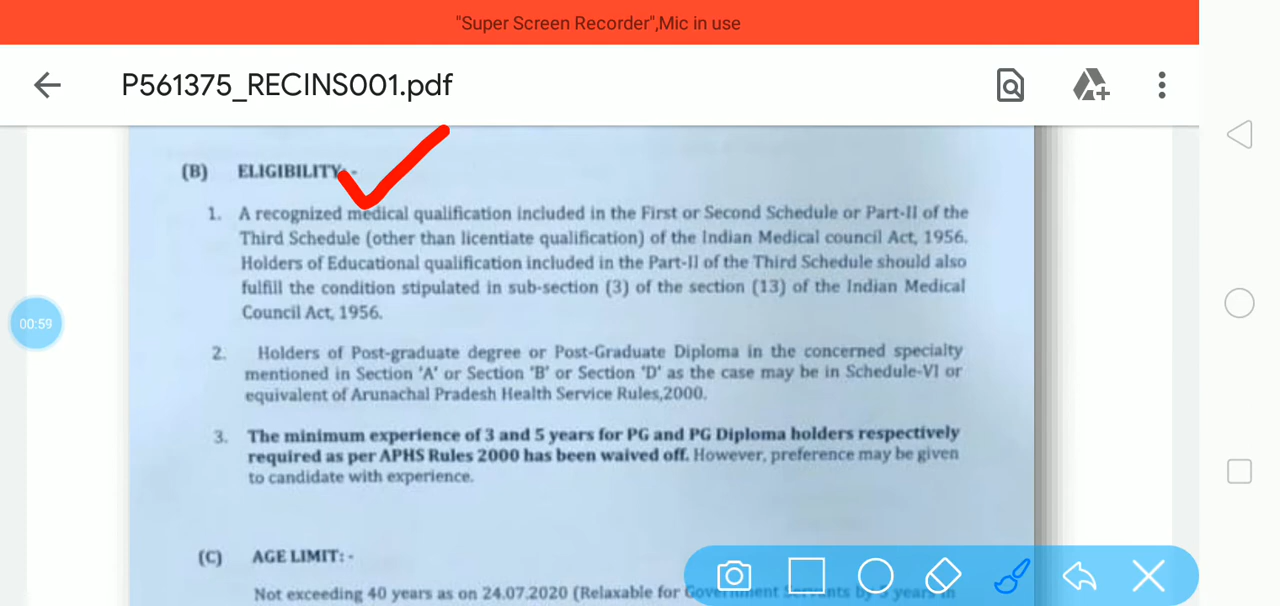 "Super Screen Recorder",Mic in use
P561375_RECINS001.pdf
(B) ELIGIBILITY: -
1. A recognized medical qualification included in the First or Second Schedule or Part-II of the
Third Schedule (other than licentiate qualification) of the Indian Medical council Act, 1956.
Holders of Educational qualification included in the Part-II of the Third Schedule should also
fulfill the condition stipulated in sub-section (3) of the section (13) of the Indian Medical
Council Act, 1956.
00:59
2. Holders of Post-graduate degree or Post-Graduate Diploma in the concerned specialty
mentioned in Section 'A' or Section 'B' or Section 'D' as the case may be in Schedule-VI or
equivalent of Arunachal Pradesh Health Service Rules,2000.
3. The minimum experience of 3 and 5 years for PG and PG Diploma holders respectively
required as per APHS Rules 2000 has been waived off. However, preference may be given
to candidate with experience.
(C) AGE LIMIT: -
Not exceeding 40 years as on 24.07.2020 (Relaxable for Government Servants by 5 years in